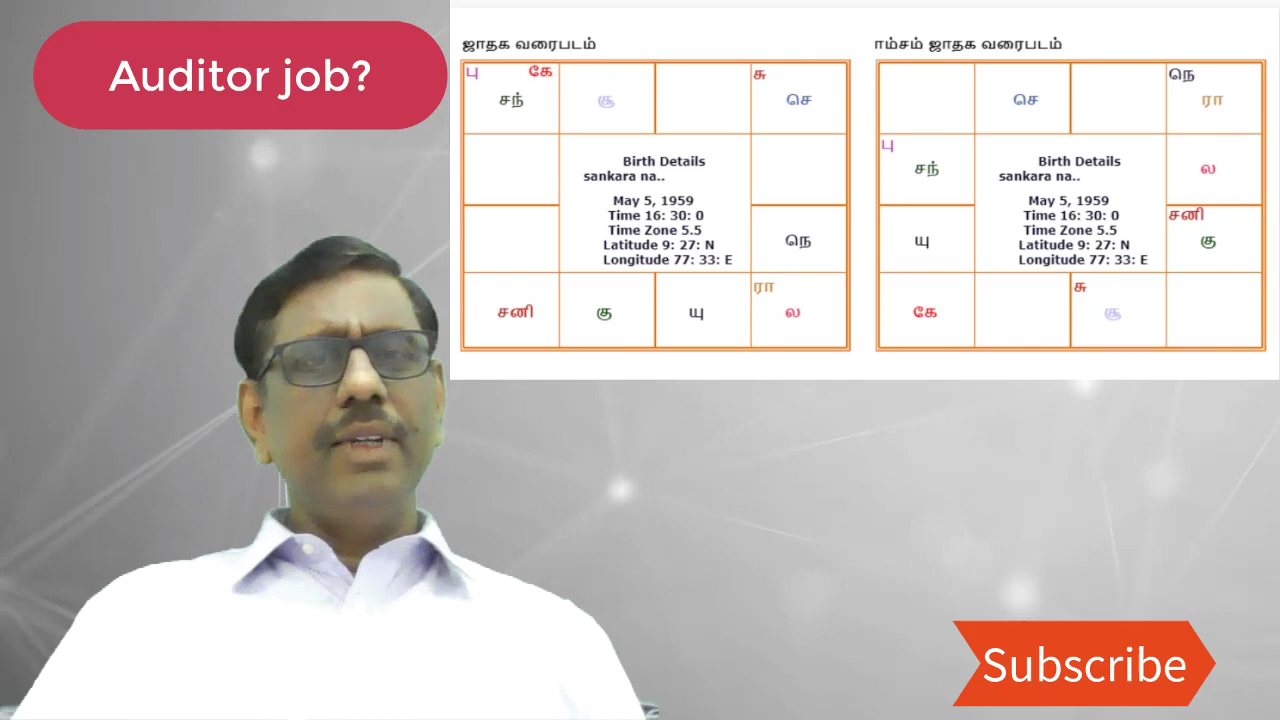 Auditor job?
ஜாதக வரைபடம்
பு கே
சந்
சூ
சு
செ
Birth Details
sankara na..
May 5, 1959
Time 16: 30: 0
Time Zone 5.5
Latitude 9: 27: N
Longitude 77: 33: E
நெ
சனி
கு
யு
ரா
ல
ாம்சம் ஜாதக வரைபடம்
செ
நெ
ரா
பு
சந்
Birth Details
sankara na..
May 5, 1959
Time 16: 30: 0
Time Zone 5.5
Latitude 9: 27: N
Longitude 77: 33: E
ல
யு
சனி
கு
கே
சு
சூ
Subscribe